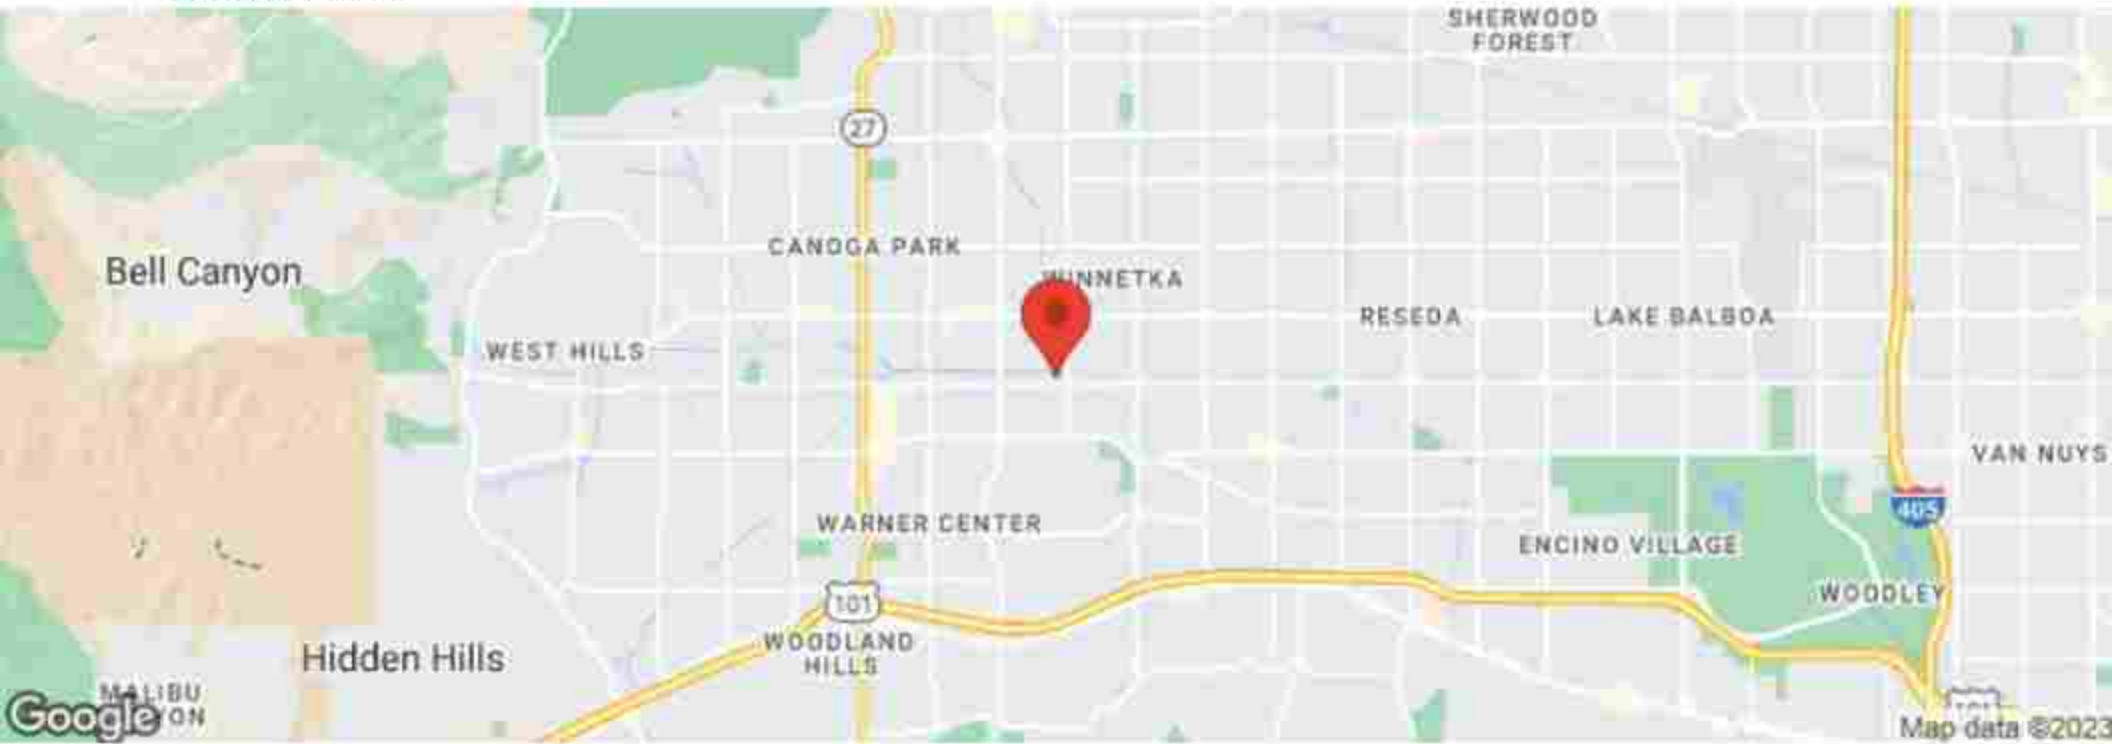 SHERWOOD
FOREST
27
CANOGA PARK
Bell Canyon
WINNETKA
RESEDA
LAKE BALBOA
WEST HILLS
VAN NUYS
405
WARNER CENTER
ENCINO VILLAGE
WOODLEY
101
WOODLAND
HILLS
Hidden Hills
MALIBU
Google
Map data ©2023